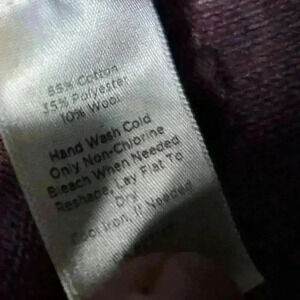 55% Cotton
35% Polyester
10% Wool
Hand Wash Cold
Only Non-Chlorine
Bleach When Needed
Reshape, Lay Flat To
Dry
Cool Iron, If Needed